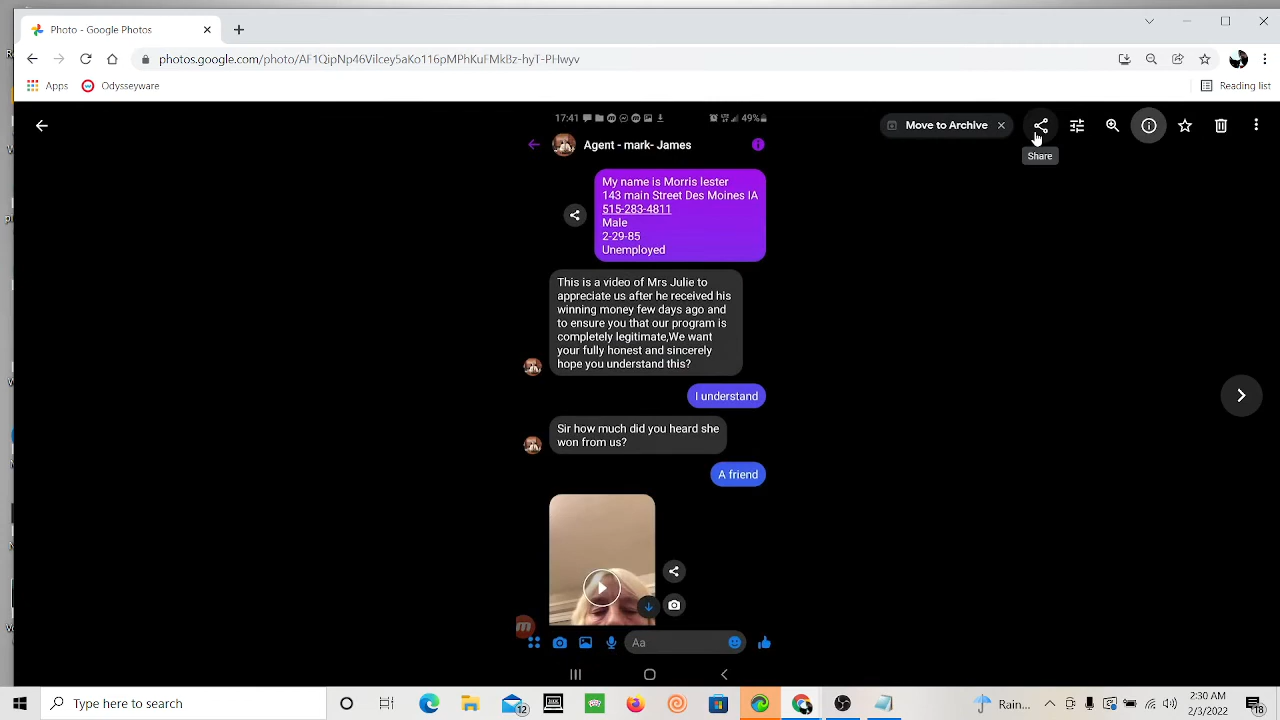 Photo - Google Photos
photos.google.com/photo/AF1QipNp46Vilcey5aKo116pMPhKuFMkBz-hy1TPHwyv
Apps
Odysseyware
Reading list
17:41
49%
Move to Archive
Agent - mark- James
Share
My name is Morris lester
143 main Street Des Moines IA
515-283-4811
Male
2-29-85
Unemployed
This is a video of Mrs Julie to
appreciate us after he received his
winning money few days ago and
to ensure you that our program is
completely legitimate,We want
your fully honest and sincerely
hope you understand this?
I understand
Sir how much did you heard she
won from us?
A friend
Aa
Type here to search
12
Rain...
2:30 AM
2/3/2022
18